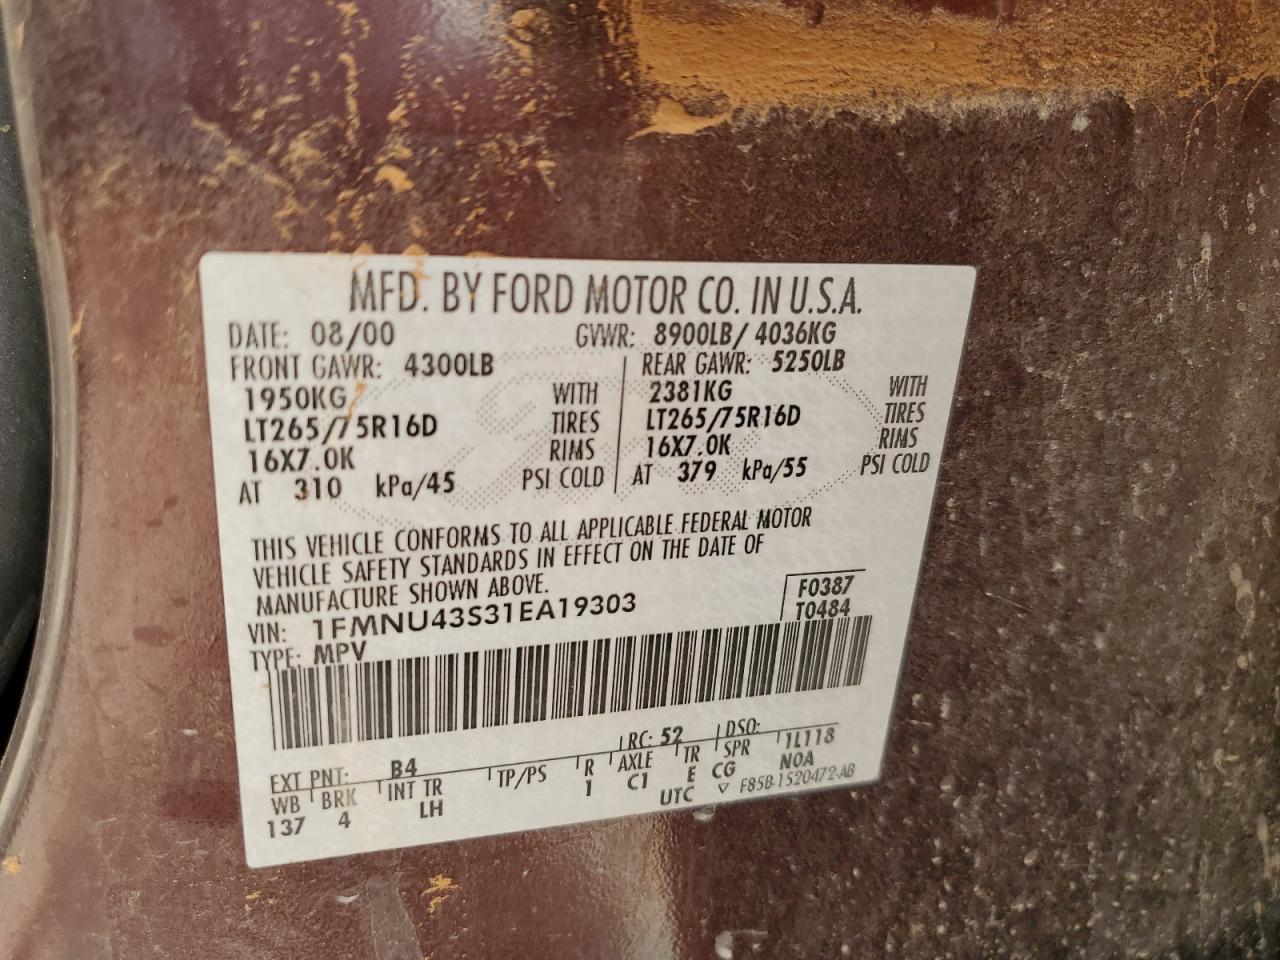 MFD. BY FORD MOTOR CO. IN U.S.A.
DATE: 08/00 GVWR: 8900LB/ 4036KG
FRONT GAWR: 4300LB REAR GAWR: 5250LB
1950KG WITH 2381KG WITH
LT265/75R16D TIRES LT265/75R16D TIRES
16X7.0K RIMS 16X7.0K RIMS
AT 310 kPa/45 PSI COLD AT 379 kPa/55 PSI COLD
THIS VEHICLE CONFORMS TO ALL APPLICABLE FEDERAL MOTOR
VEHICLE SAFETY STANDARDS IN EFFECT ON THE DATE OF
MANUFACTURE SHOWN ABOVE.
F0387
VIN: 1FMNU43S31EA19303 T0484
TYPE: MPV
EXT PNT: B4 RC: 52 DSO:
WB BRK INT TR TP/PS R AXLE TR SPR 1L118
137 4 LH 1 C1 E CG NOA
UTC ▽ F85B-1520472-AB